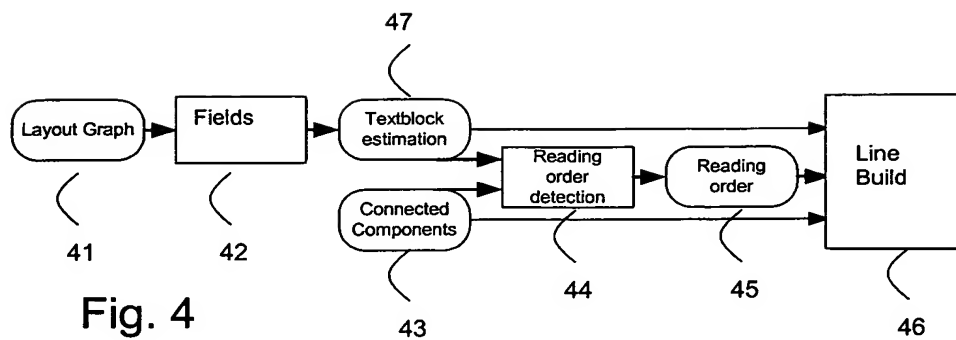 47
Layout Graph
Fields
Textblock
estimation
Reading
order
detection
Reading
order
Line
Build
Connected
Components
41
42
43
44
45
46
Fig. 4